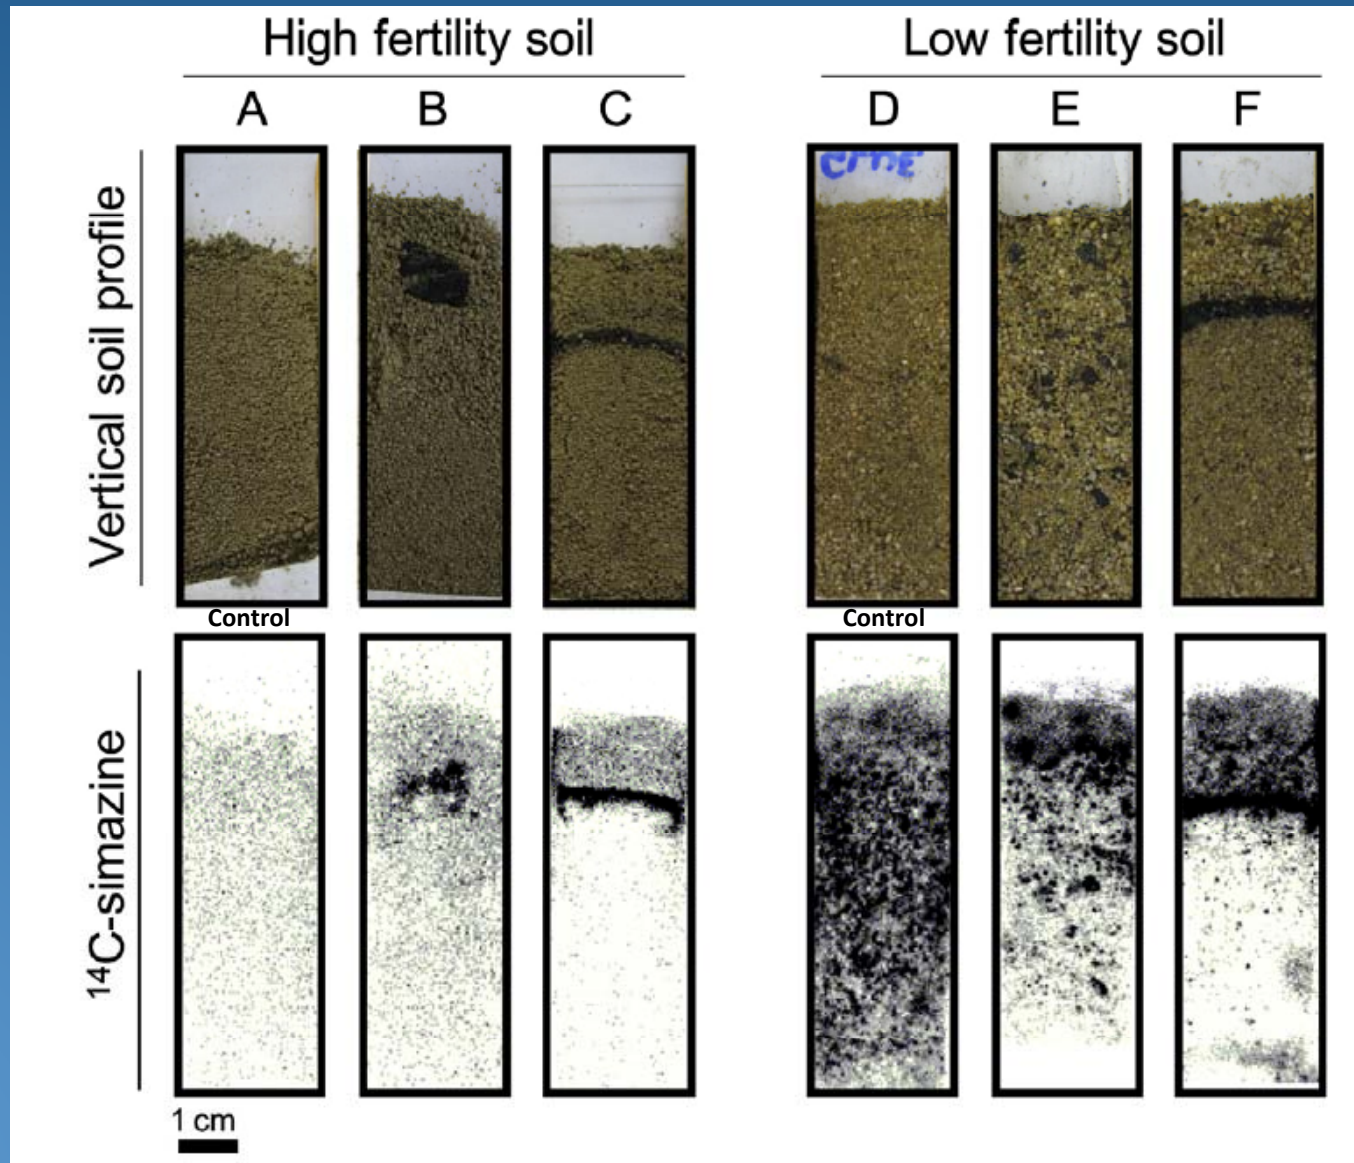 High fertility soil
Low fertility soil
A B C D E F
Vertical soil profile
Control
Control
¹⁴C-simazine
1 cm